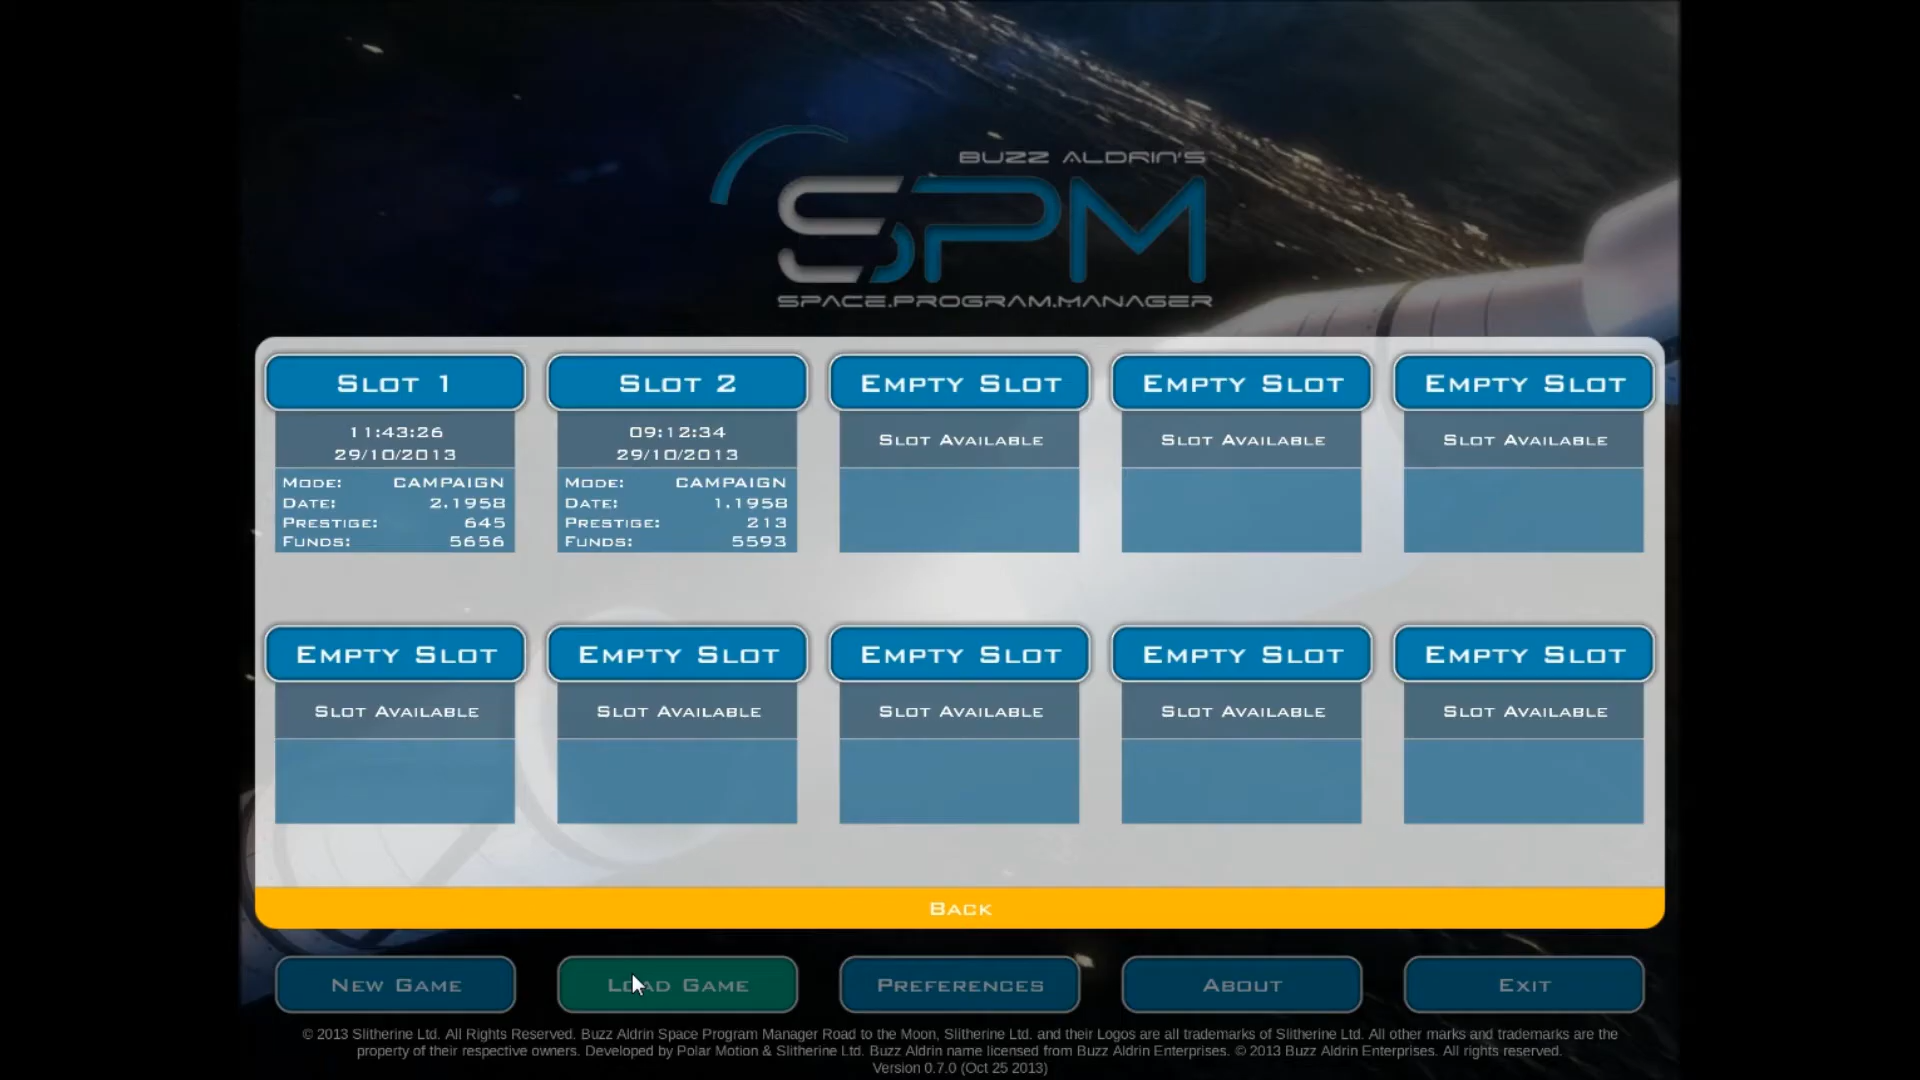 BUZZ ALDRIN'S
SPM
SPACE.PROGRAM.MANAGER
SLOT 1
SLOT 2
EMPTY SLOT
EMPTY SLOT
EMPTY SLOT
11:43:26
29/10/2013
09:12:34
29/10/2013
SLOT AVAILABLE
SLOT AVAILABLE
SLOT AVAILABLE
MODE: CAMPAIGN
DATE: 2.1958
PRESTIGE: 645
FUNDS: 5656
MODE: CAMPAIGN
DATE: 1.1958
PRESTIGE: 213
FUNDS: 5593
EMPTY SLOT
EMPTY SLOT
EMPTY SLOT
EMPTY SLOT
EMPTY SLOT
SLOT AVAILABLE
SLOT AVAILABLE
SLOT AVAILABLE
SLOT AVAILABLE
SLOT AVAILABLE
BACK
NEW GAME
LOAD GAME
PREFERENCES
ABOUT
EXIT
© 2013 Slitherine Ltd. All Rights Reserved. Buzz Aldrin Space Program Manager Road to the Moon, Slitherine Ltd. and their Logos are all trademarks of Slitherine Ltd. All other marks and trademarks are the
property of their respective owners. Developed by Polar Motion & Slitherine Ltd. Buzz Aldrin name licensed from Buzz Aldrin Enterprises. © 2013 Buzz Aldrin Enterprises. All rights reserved.
Version 0.7.0 (Oct 25 2013)